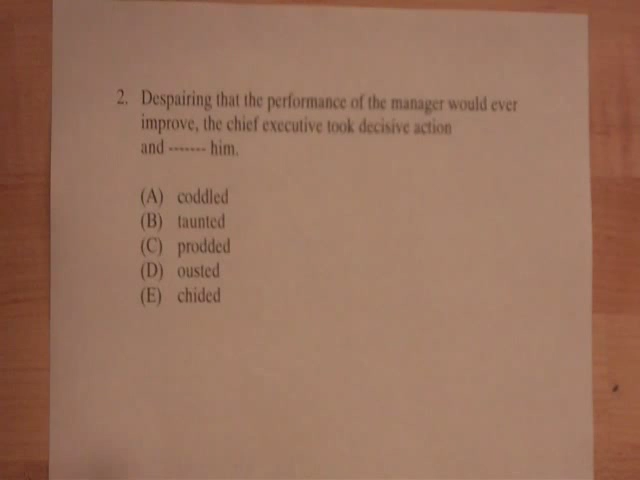 2. Despairing that the performance of the manager would ever
improve, the chief executive took decisive action
and ------- him.
(A) coddled
(B) taunted
(C) prodded
(D) ousted
(E) chided